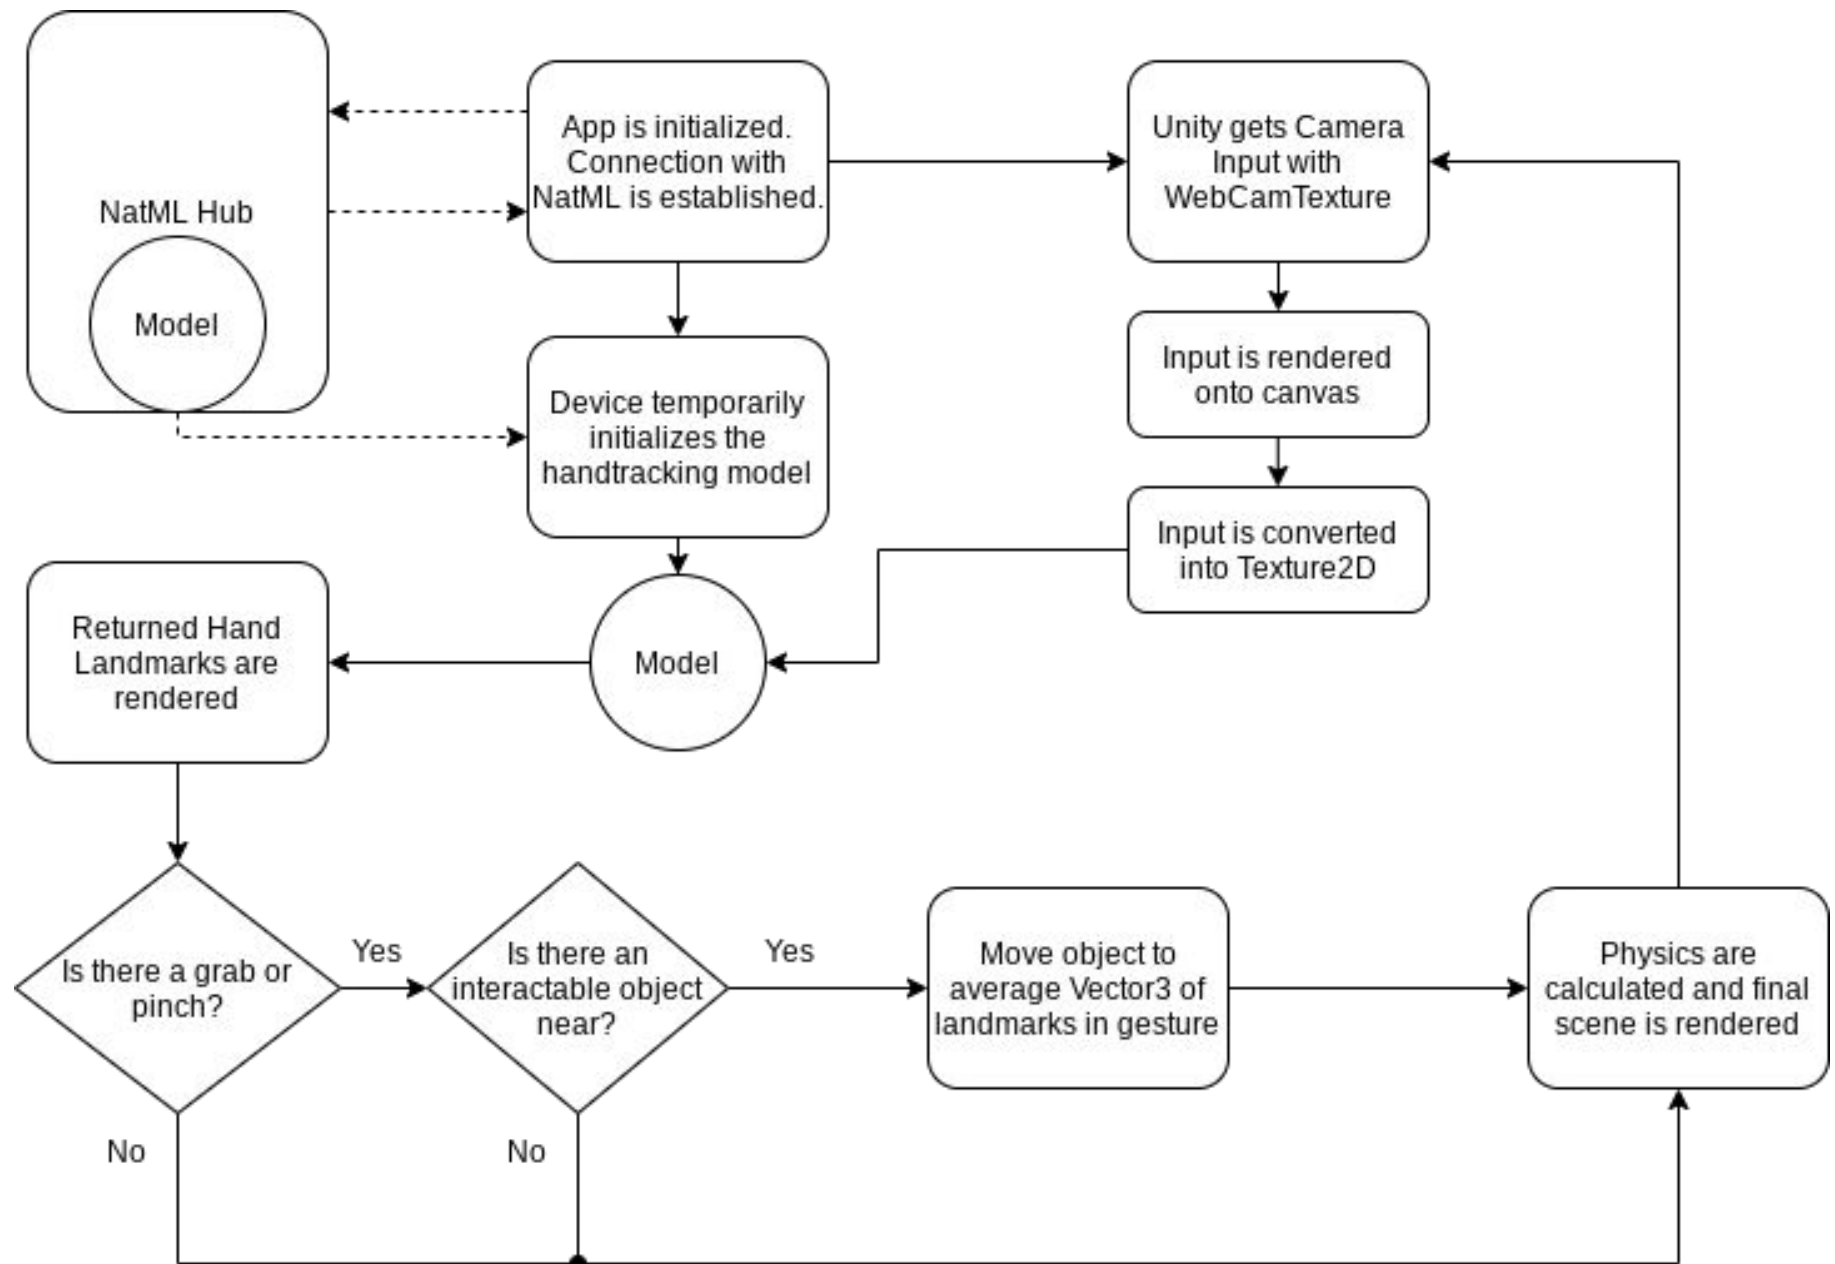 NatML Hub
Model
App is initialized.
Connection with
NatML is established.
Unity gets Camera
Input with
WebCamTexture
Device temporarily
initializes the
handtracking model
Input is rendered
onto canvas
Input is converted
into Texture2D
Model
Returned Hand
Landmarks are
rendered
Is there a grab or
pinch?
Yes
No
Is there an
interactable object
near?
Yes
No
Move object to
average Vector3 of
landmarks in gesture
Physics are
calculated and final
scene is rendered